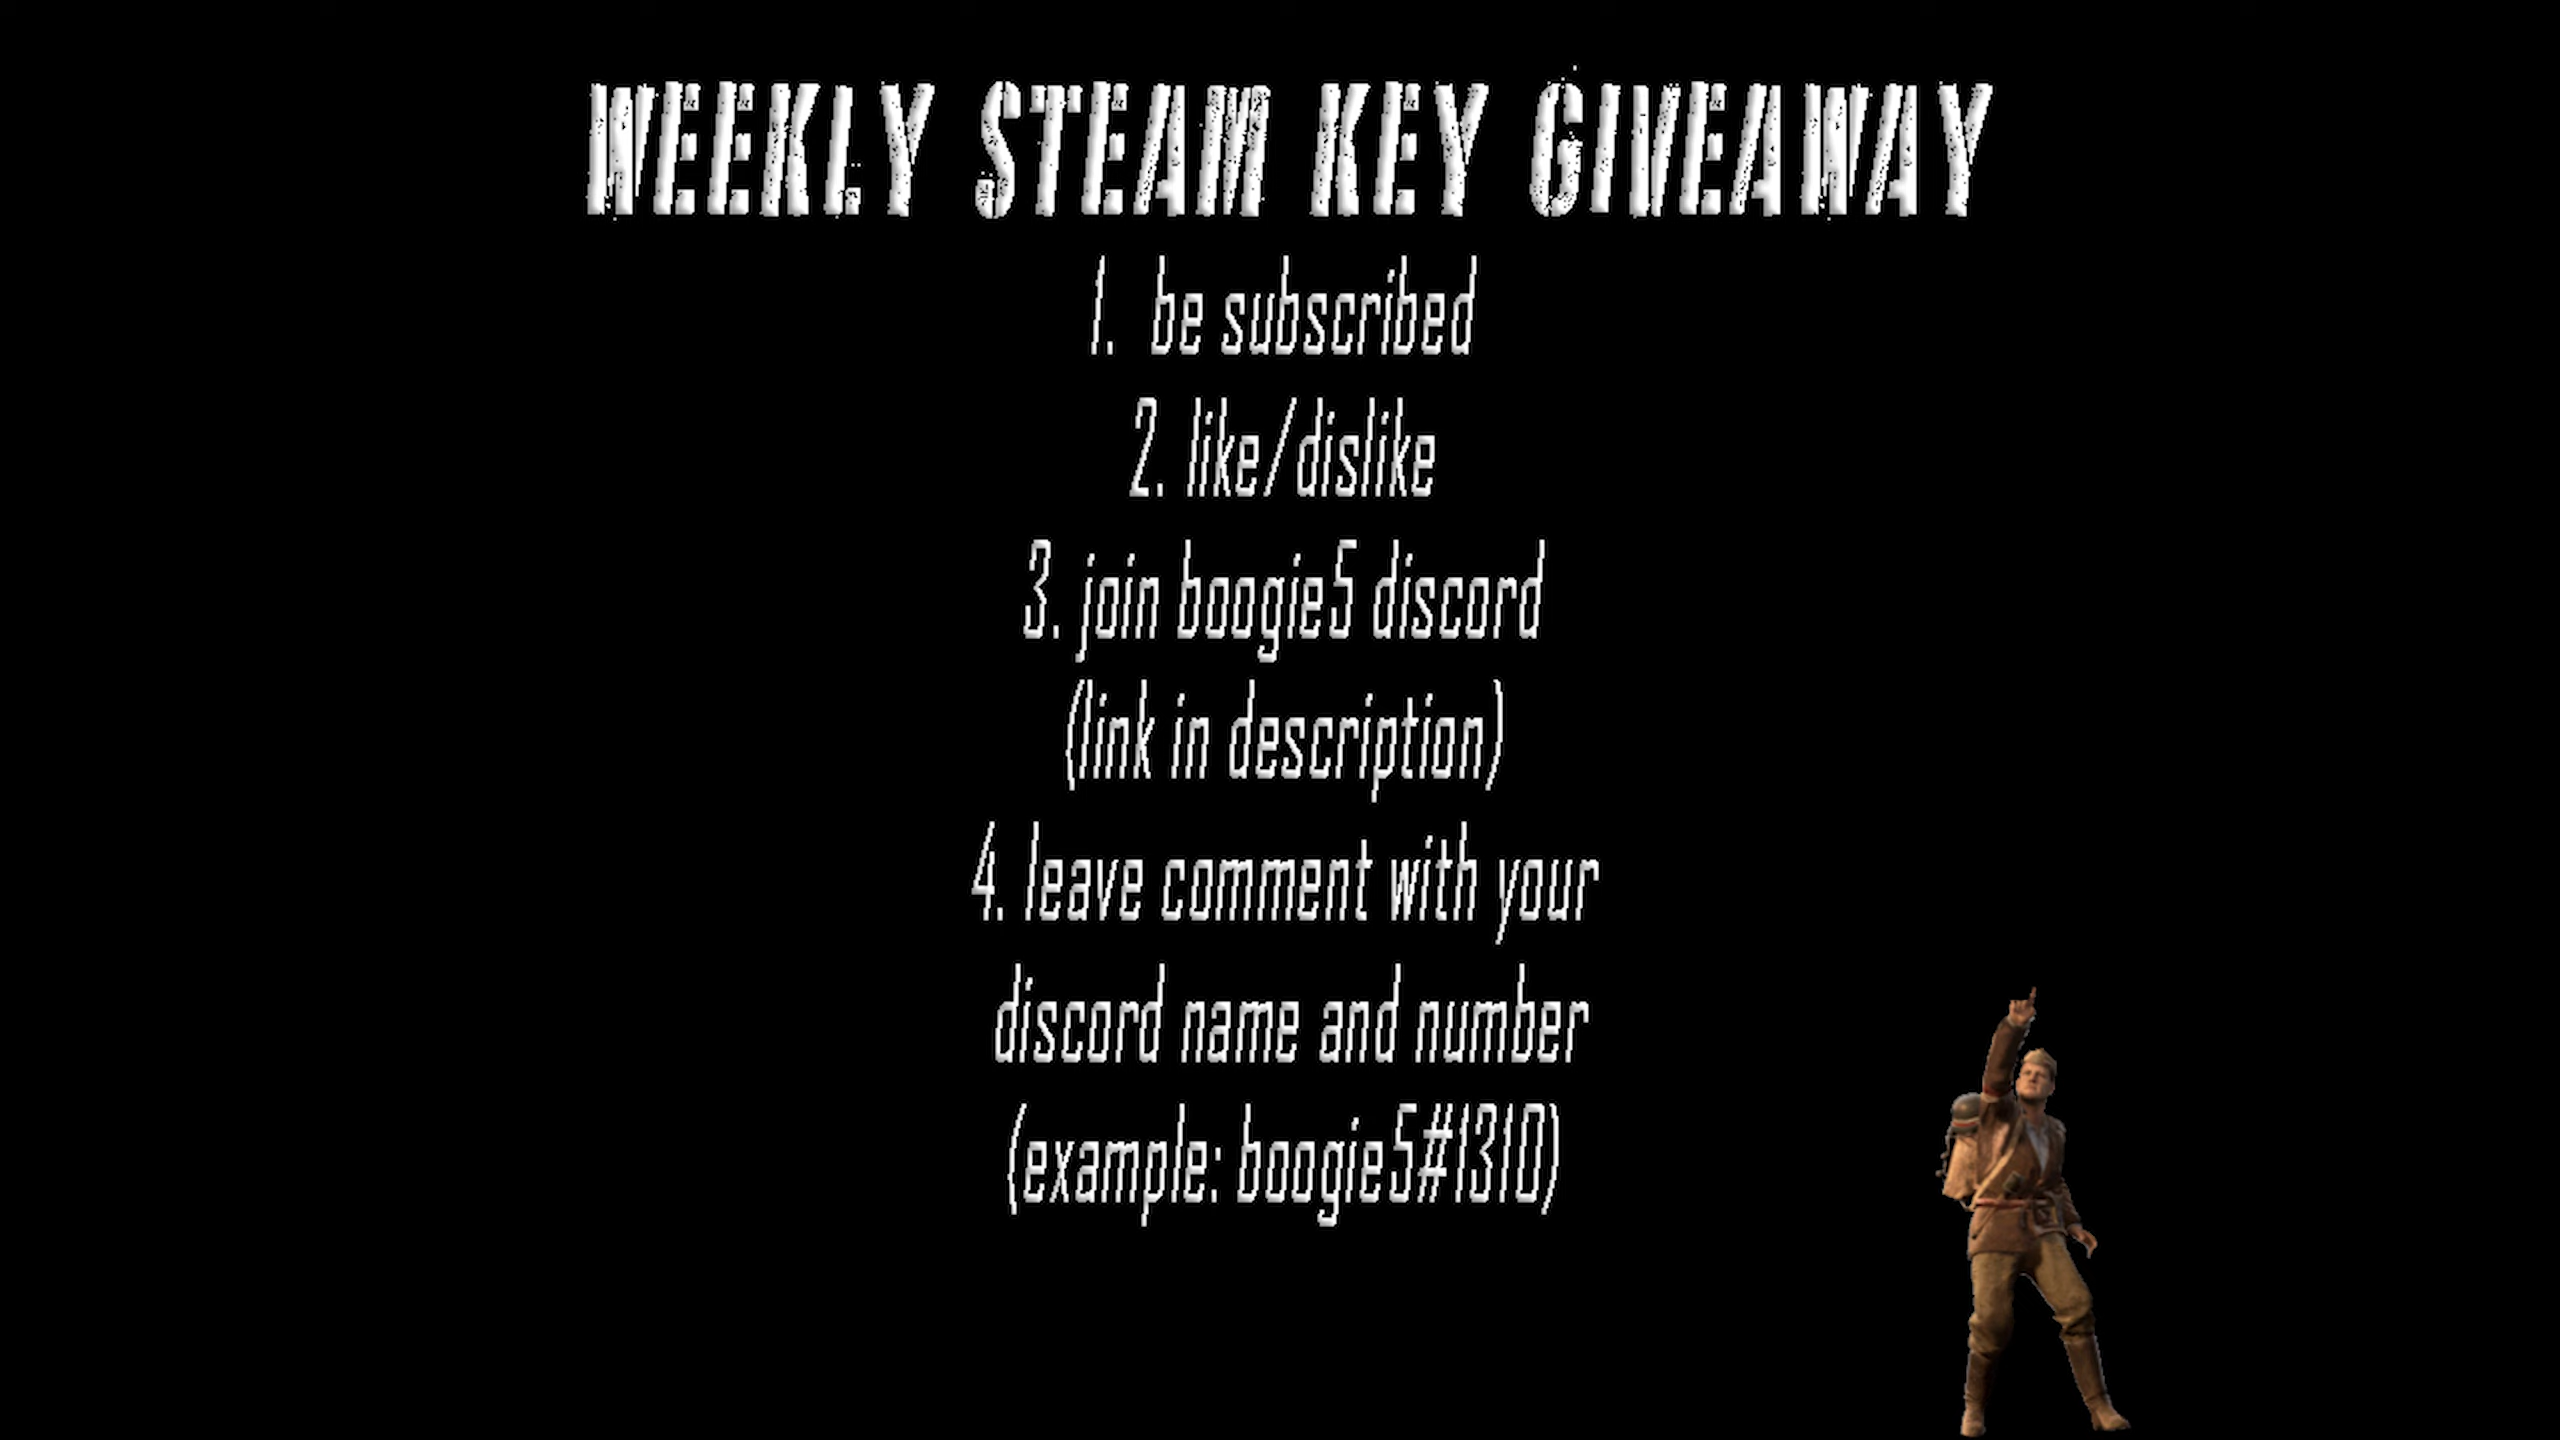 WEEKLY STEAM KEY GIVEAWAY
1. be subscribed
2. like/dislike
3. join boogie5 discord
(link in description)
4. leave comment with your
discord name and number
(example: boogie5#1310)